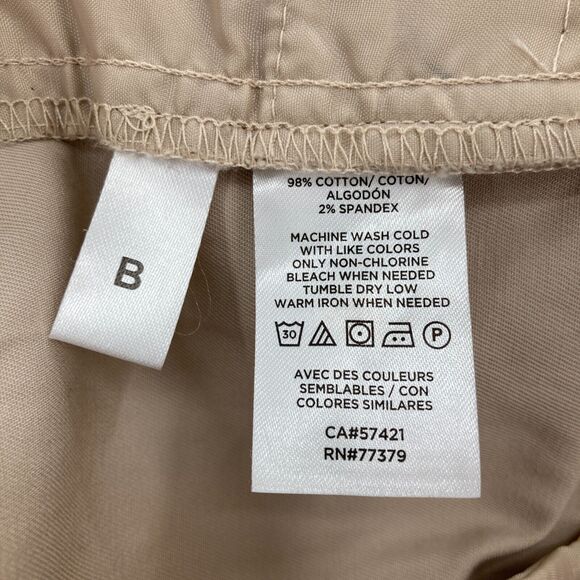 B
98% COTTON/ COTON/
ALGODÓN
2% SPANDEX
MACHINE WASH COLD
WITH LIKE COLORS
ONLY NON-CHLORINE
BLEACH WHEN NEEDED
TUMBLE DRY LOW
WARM IRON WHEN NEEDED
30 P
AVEC DES COULEURS
SEMBLABLES / CON
COLORES SIMILARES
CA#57421
RN#77379